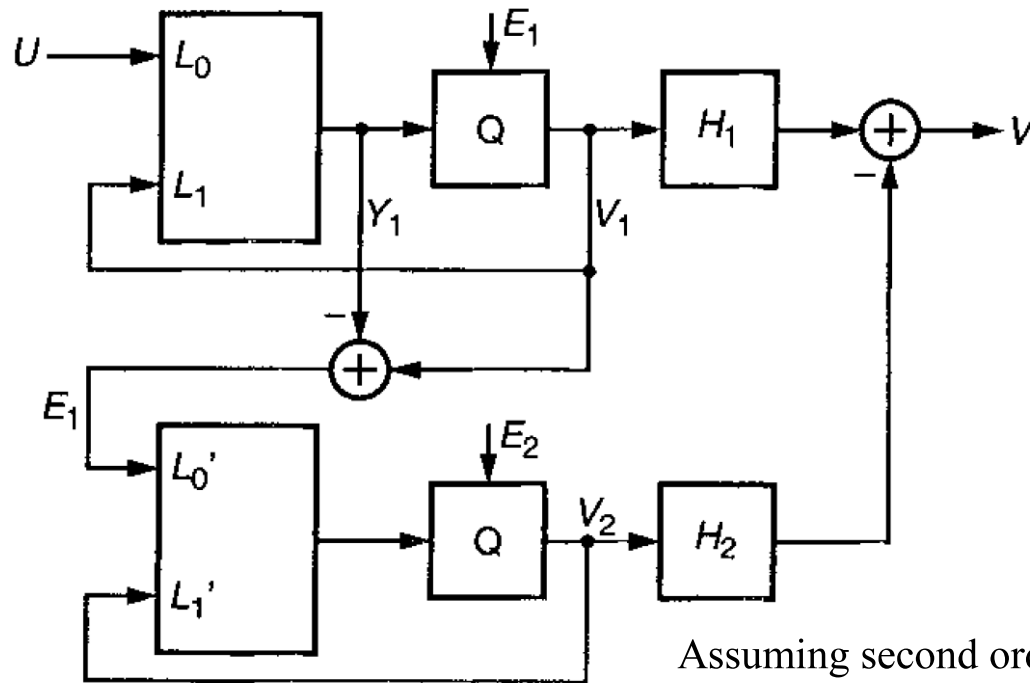 E₁
U
L₀
Q
H₁
+
V
L₁
Y₁
V₁
−
−
+
E₁
E₂
L₀'
V₂
Q
H₂
L₁'
Assuming second ord